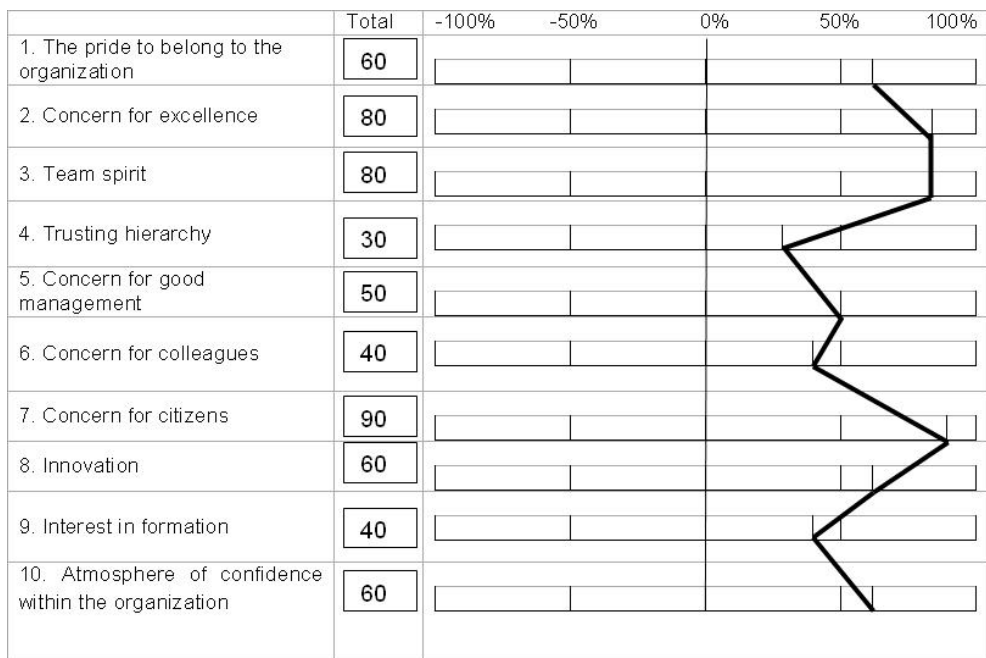 Total -100% -50% 0% 50% 100%
1. The pride to belong to the
organization
60
2. Concern for excellence 80
3. Team spirit 80
4. Trusting hierarchy 30
5. Concern for good
management
50
6. Concern for colleagues 40
7. Concern for citizens 90
8. Innovation 60
9. Interest in formation 40
10. Atmosphere of confidence
within the organization
60